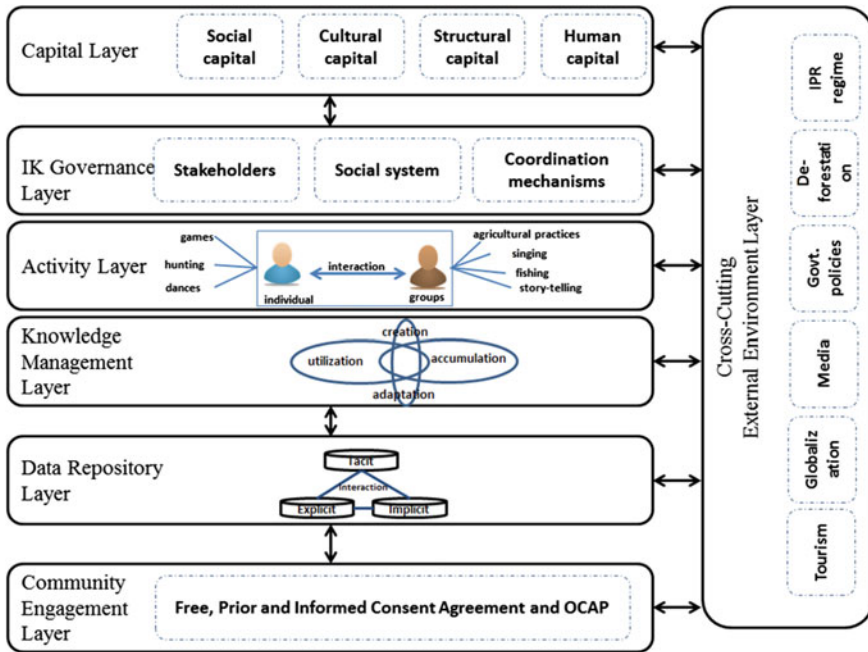 Capital Layer
Social
capital
Cultural
capital
Structural
capital
Human
capital
IK Governance
Layer
Stakeholders
Social system
Coordination
mechanisms
Activity Layer
games
hunting
dances
individual
interaction
groups
agricultural practices
singing
fishing
story-telling
Knowledge
Management
Layer
creation
utilization
accumulation
adaptation
Data Repository
Layer
Tacit
Interaction
Explicit
Implicit
Community
Engagement
Layer
Free, Prior and Informed Consent Agreement and OCAP
Cross-Cutting
External Environment Layer
IPR
regime
De-
forestati
on
Govt.
policies
Media
Globaliz
ation
Tourism